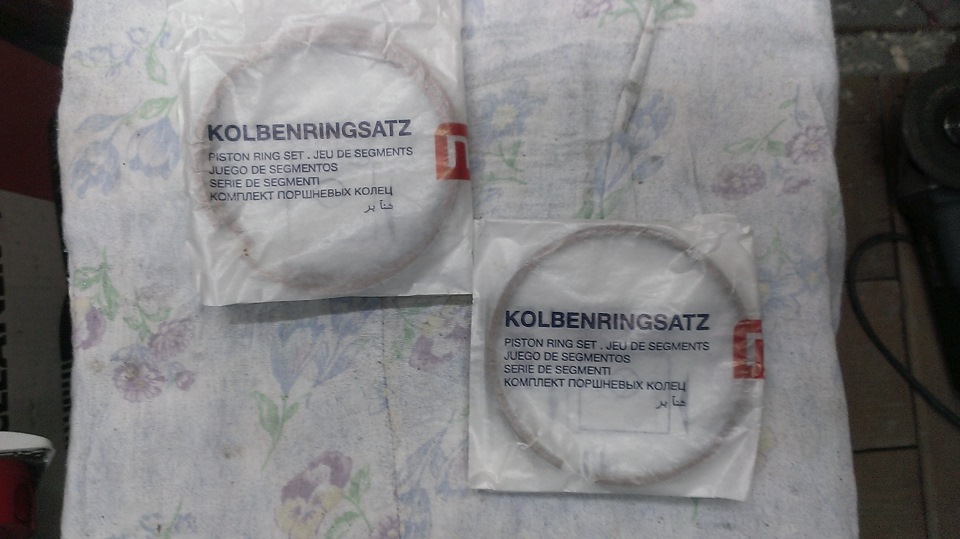 KOLBENRINGSATZ
PISTON RING SET . JEU DE SEGMENTS
JUEGO DE SEGMENTOS
SERIE DE SEGMENTI
КОМПЛЕКТ ПОРШНЕВЫХ КОЛЕЦ
KOLBENRINGSATZ
PISTON RING SET . JEU DE SEGMENTS
JUEGO DE SEGMENTOS
SERIE DE SEGMENTI
КОМПЛЕКТ ПОРШНЕВЫХ КОЛЕЦ